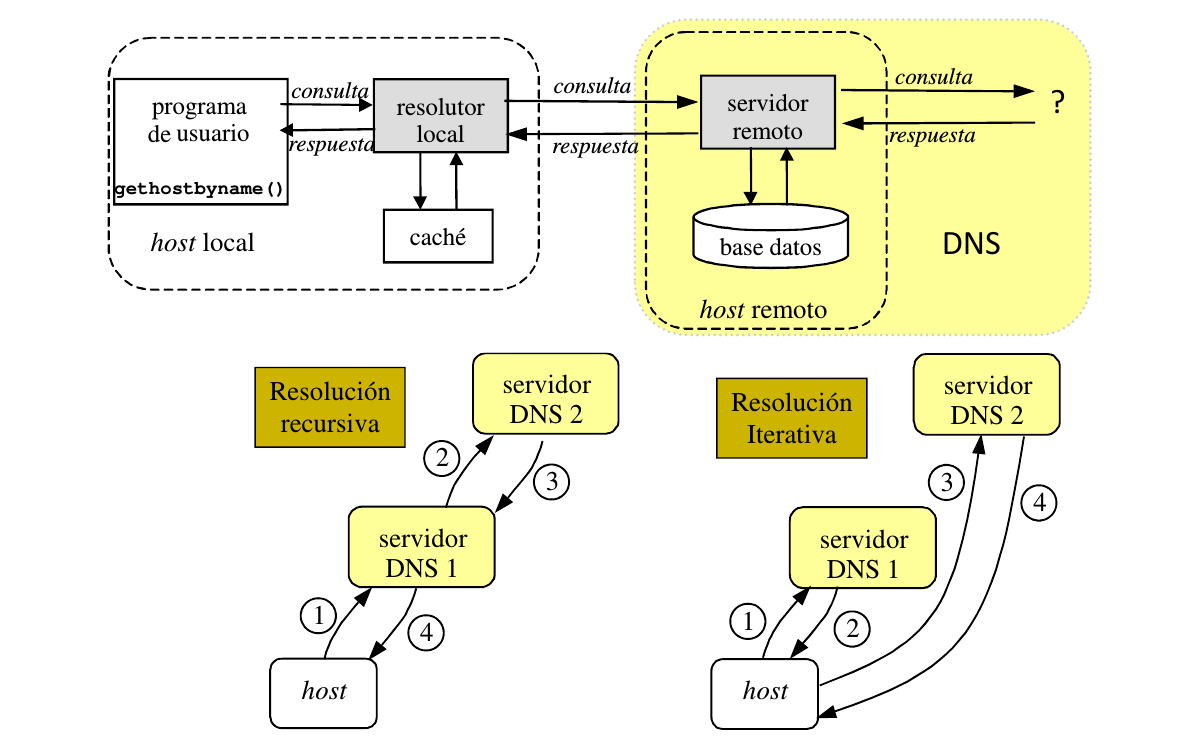 programa
de usuario
gethostbyname()
consulta
respuesta
resolutor
local
caché
host local
consulta
respuesta
servidor
remoto
base datos
host remoto
consulta
respuesta
?
DNS
Resolución
recursiva
servidor
DNS 2
2
3
servidor
DNS 1
1
4
host
Resolución
Iterativa
servidor
DNS 2
3
4
servidor
DNS 1
1
2
host